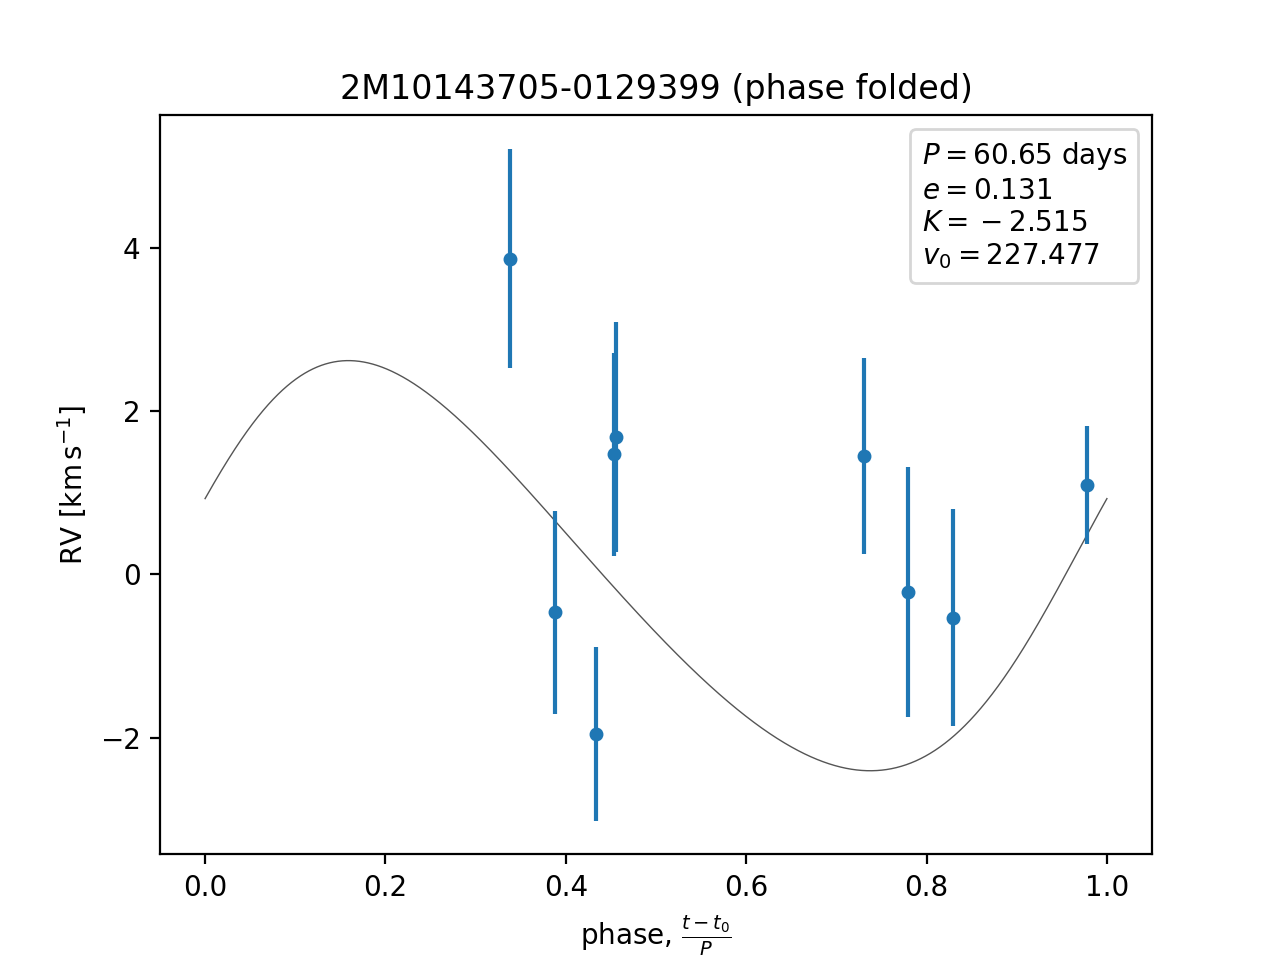 2M10143705-0129399 (phase folded)
P = 60.65 days
e = 0.131
K = −2.515
v₀ = 227.477
RV [km s⁻¹]
4
2
0
−2
0.0 0.2 0.4 0.6 0.8 1.0
phase, (t − t₀)/P